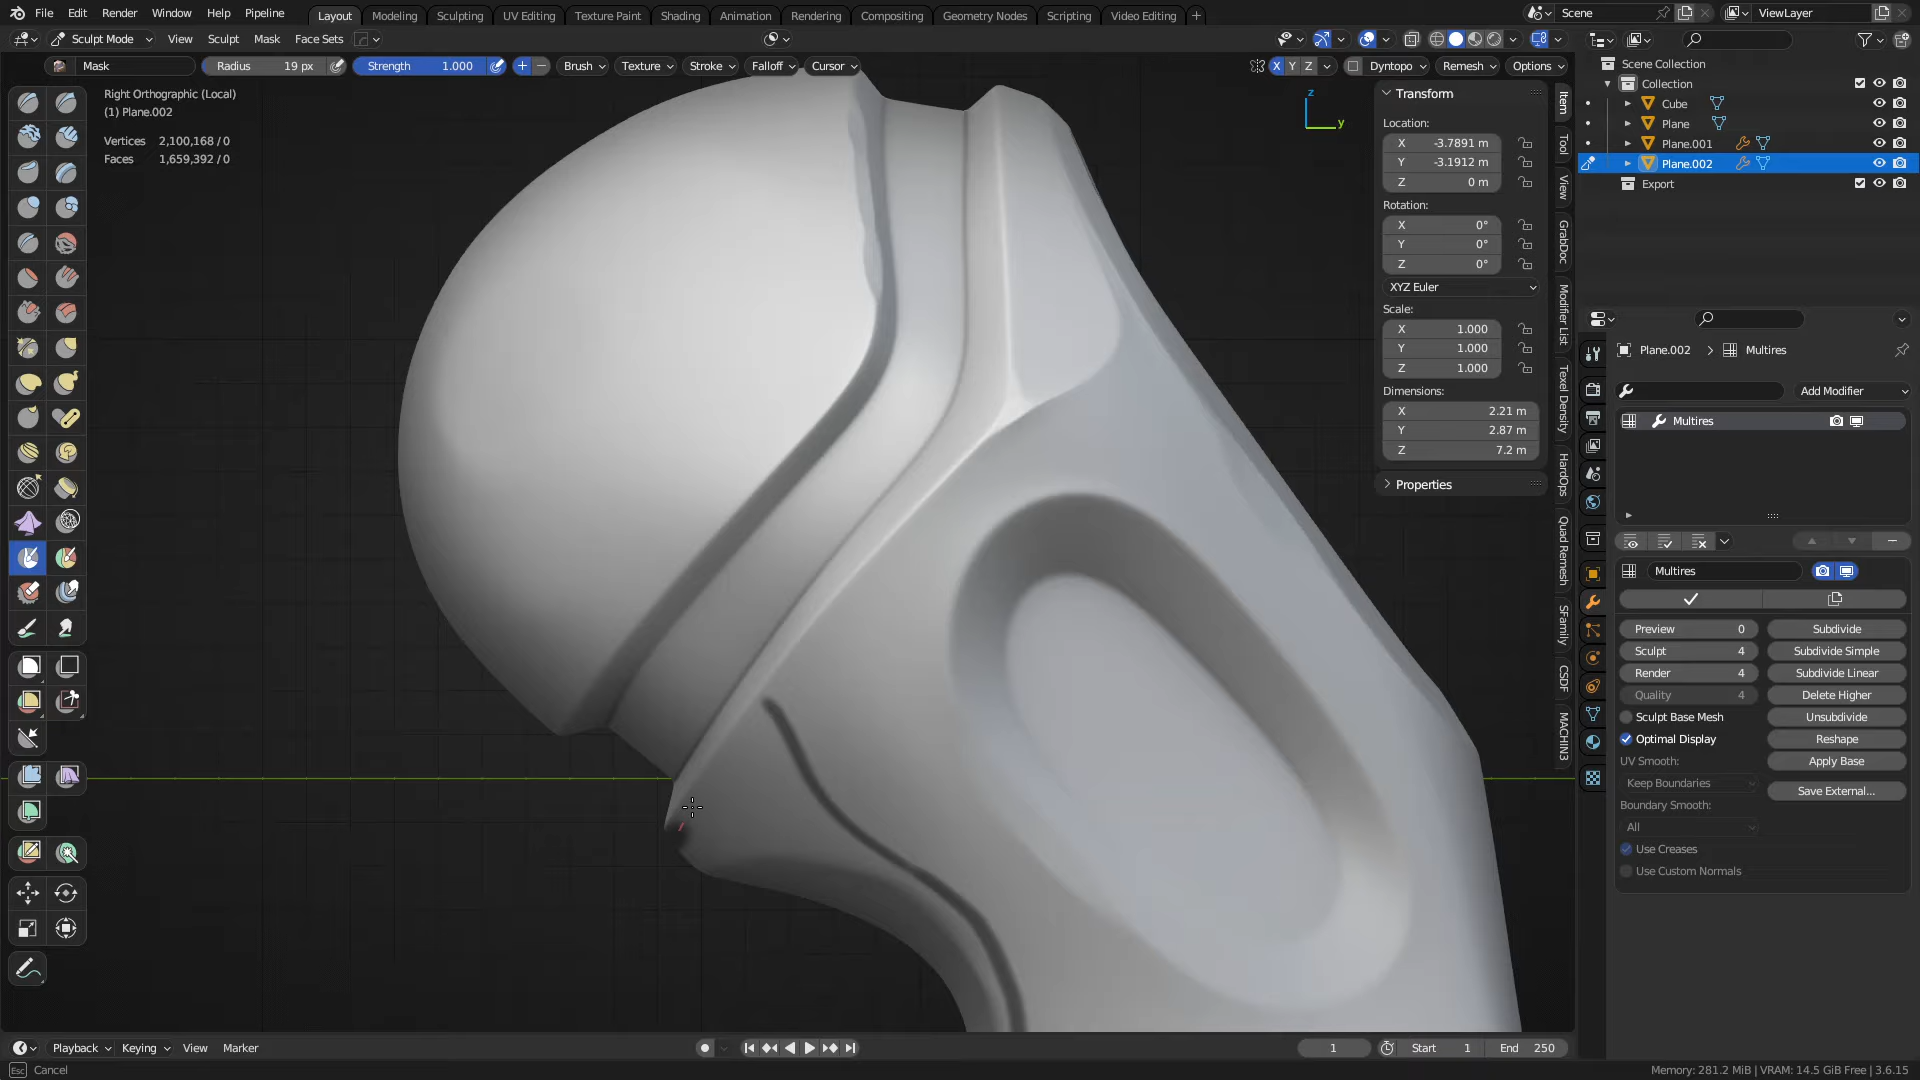 File Edit Render Window Help Pipeline
Layout Modeling Sculpting UV Editing Texture Paint Shading Animation Rendering Compositing Geometry Nodes Scripting Video Editing +
Scene
ViewLayer
Sculpt Mode View Sculpt Mask Face Sets
Mask
Radius 19 px
Strength 1.000
Brush Texture Stroke Falloff Cursor
X Y Z
Dyntopo Remesh Options
Right Orthographic (Local)
(1) Plane.002
Vertices 2,100,168 / 0
Faces 1,659,392 / 0
z
y
Transform
Location:
X -3.7891 m
Y -3.1912 m
Z 0 m
Rotation:
X 0°
Y 0°
Z 0°
XYZ Euler
Scale:
X 1.000
Y 1.000
Z 1.000
Dimensions:
X 2.21 m
Y 2.87 m
Z 7.2 m
Properties
Item
Tool
View
GrabDoc
Modifier List
Texel Density
HardOps
Quad Remesh
SFamily
CSDF
MACHIN3
Scene Collection
Collection
Cube
Plane
Plane.001
Plane.002
Export
Plane.002 > Multires
Add Modifier
Multires
Multires
Preview 0 Subdivide
Sculpt 4 Subdivide Simple
Render 4 Subdivide Linear
Quality 4 Delete Higher
Sculpt Base Mesh Unsubdivide
Optimal Display Reshape
UV Smooth: Apply Base
Keep Boundaries Save External...
Boundary Smooth:
All
Use Creases
Use Custom Normals
Playback Keying View Marker
1
Start 1
End 250
Esc Cancel
Memory: 281.2 MiB | VRAM: 14.5 GiB Free | 3.6.15